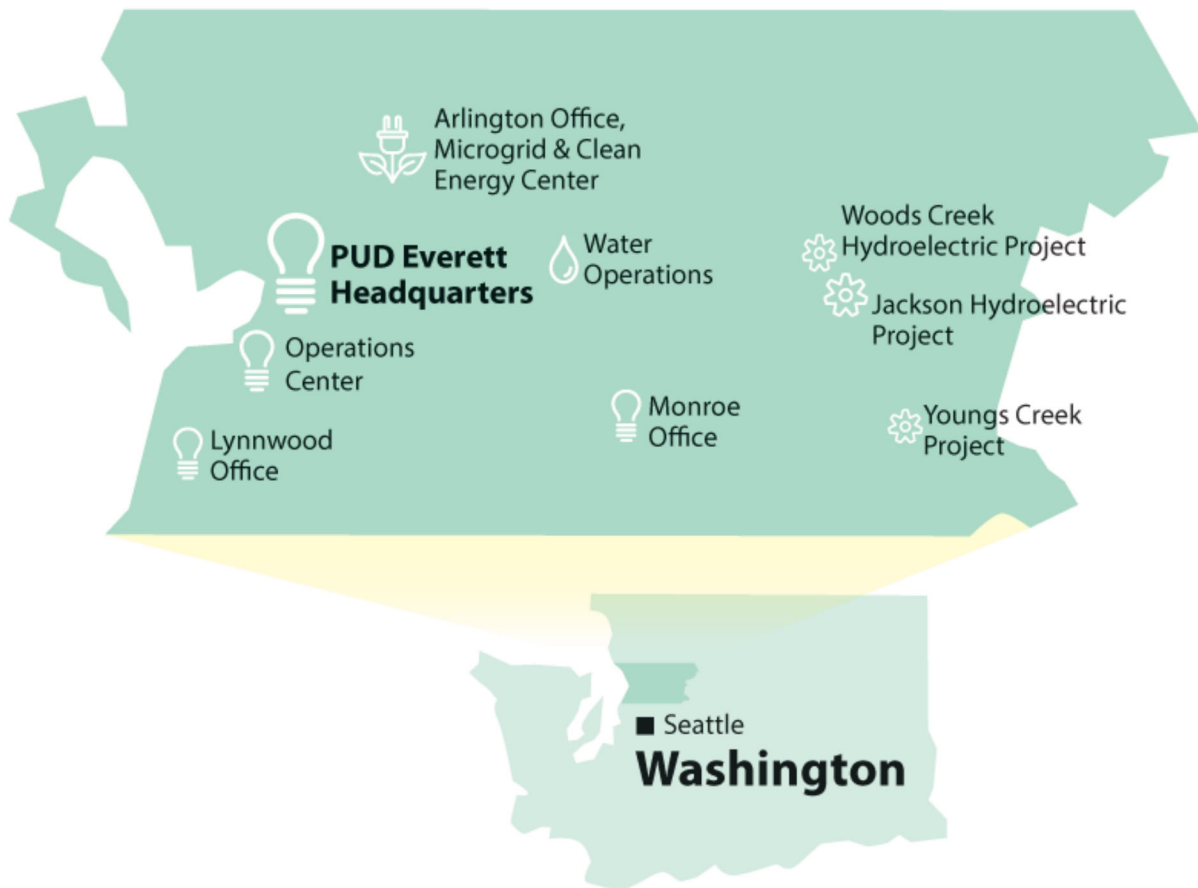 Arlington Office,
Microgrid & Clean
Energy Center
Woods Creek
Hydroelectric Project
PUD Everett
Headquarters
Water
Operations
Jackson Hydroelectric
Project
Operations
Center
Monroe
Office
Youngs Creek
Project
Lynnwood
Office
Seattle
Washington